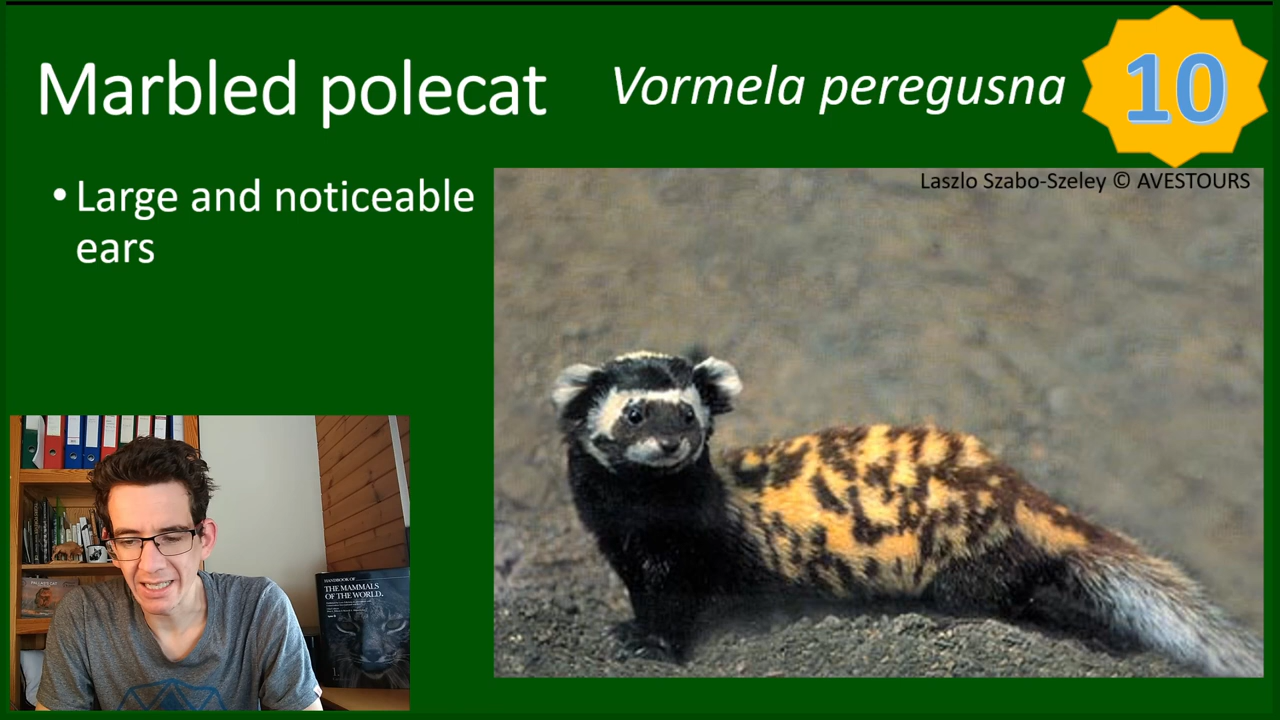 Marbled polecat
Vormela peregusna
10
• Large and noticeable
ears
Laszlo Szabo-Szeley © AVESTOURS
HANDBOOK OF
THE MAMMALS
OF THE WORLD.